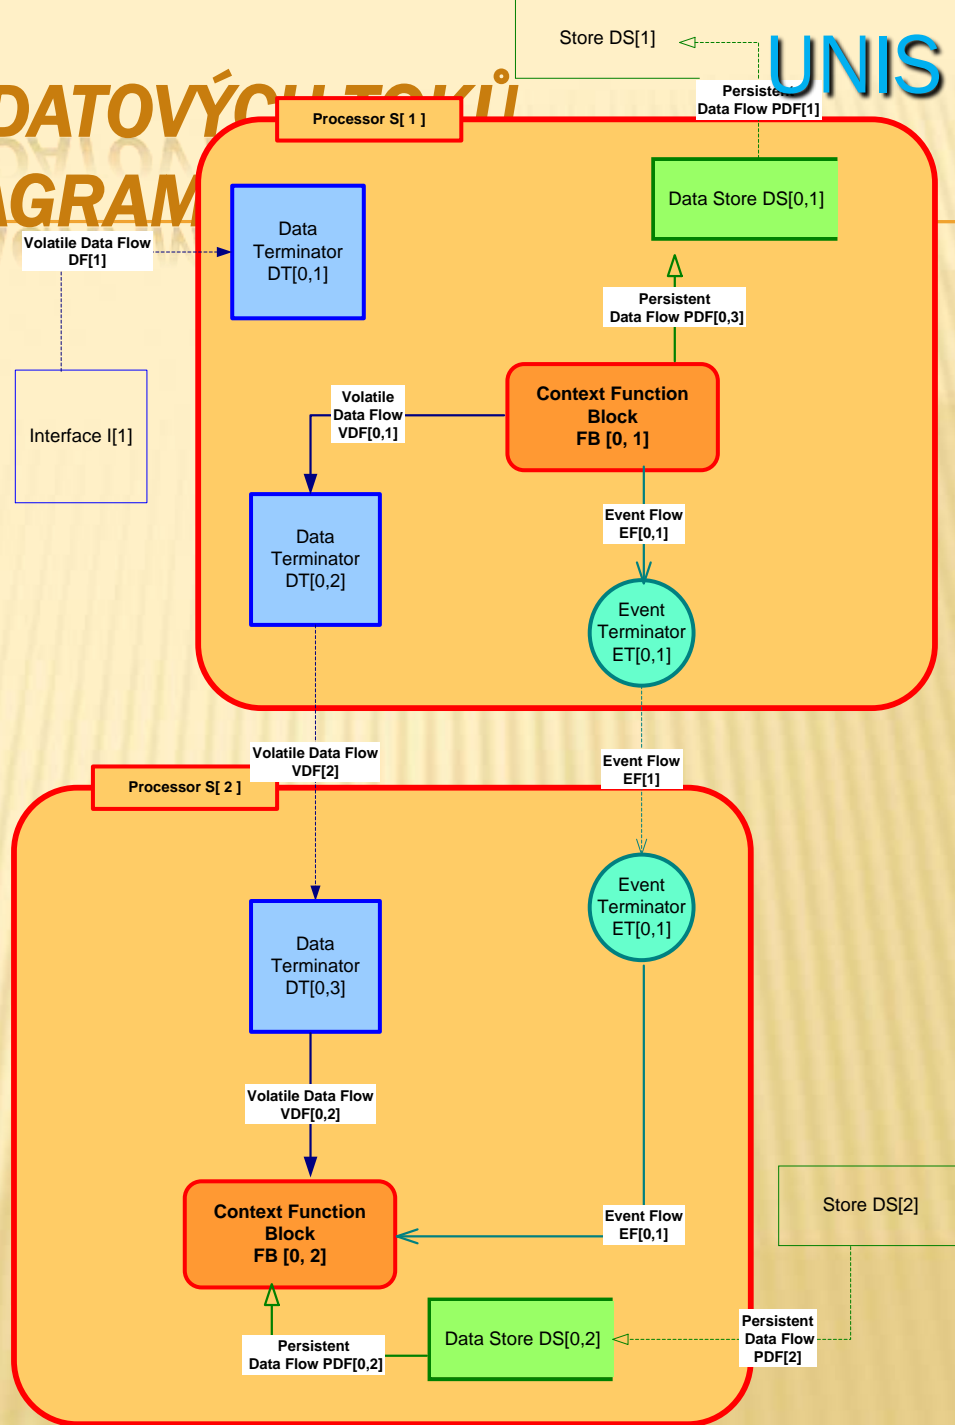 Store DS[1]
UNIS
Persistent
Data Flow PDF[1]
DATOVÝCH TOKŮ
Processor S[ 1 ]
AGRAM
Data Store DS[0,1]
Volatile Data Flow
DF[1]
Data
Terminator
DT[0,1]
Persistent
Data Flow PDF[0,3]
Interface I[1]
Volatile
Data Flow
VDF[0,1]
Context Function
Block
FB [0, 1]
Event Flow
EF[0,1]
Data
Terminator
DT[0,2]
Event
Terminator
ET[0,1]
Volatile Data Flow
VDF[2]
Event Flow
EF[1]
Processor S[ 2 ]
Event
Terminator
ET[0,1]
Data
Terminator
DT[0,3]
Volatile Data Flow
VDF[0,2]
Context Function
Block
FB [0, 2]
Event Flow
EF[0,1]
Store DS[2]
Data Store DS[0,2]
Persistent
Data Flow
PDF[2]
Persistent
Data Flow PDF[0,2]